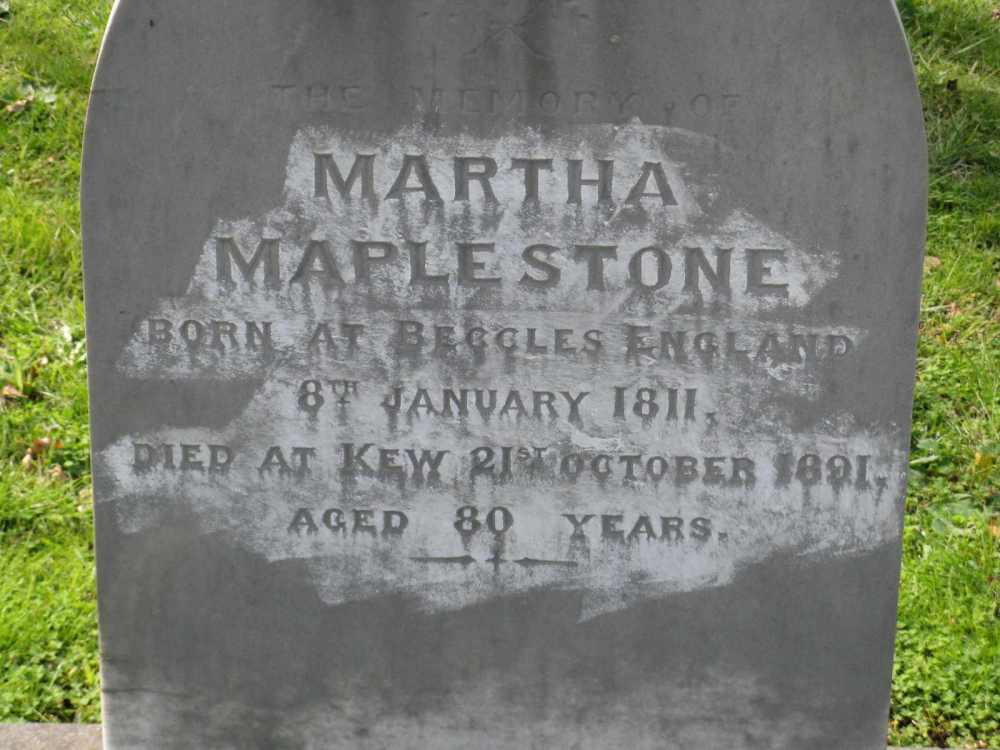 THE MEMORY OF
MARTHA
MAPLESTONE
BORN AT BECCLES ENGLAND
8TH JANUARY 1811,
DIED AT KEW 21ST OCTOBER 1891.
AGED 80 YEARS.